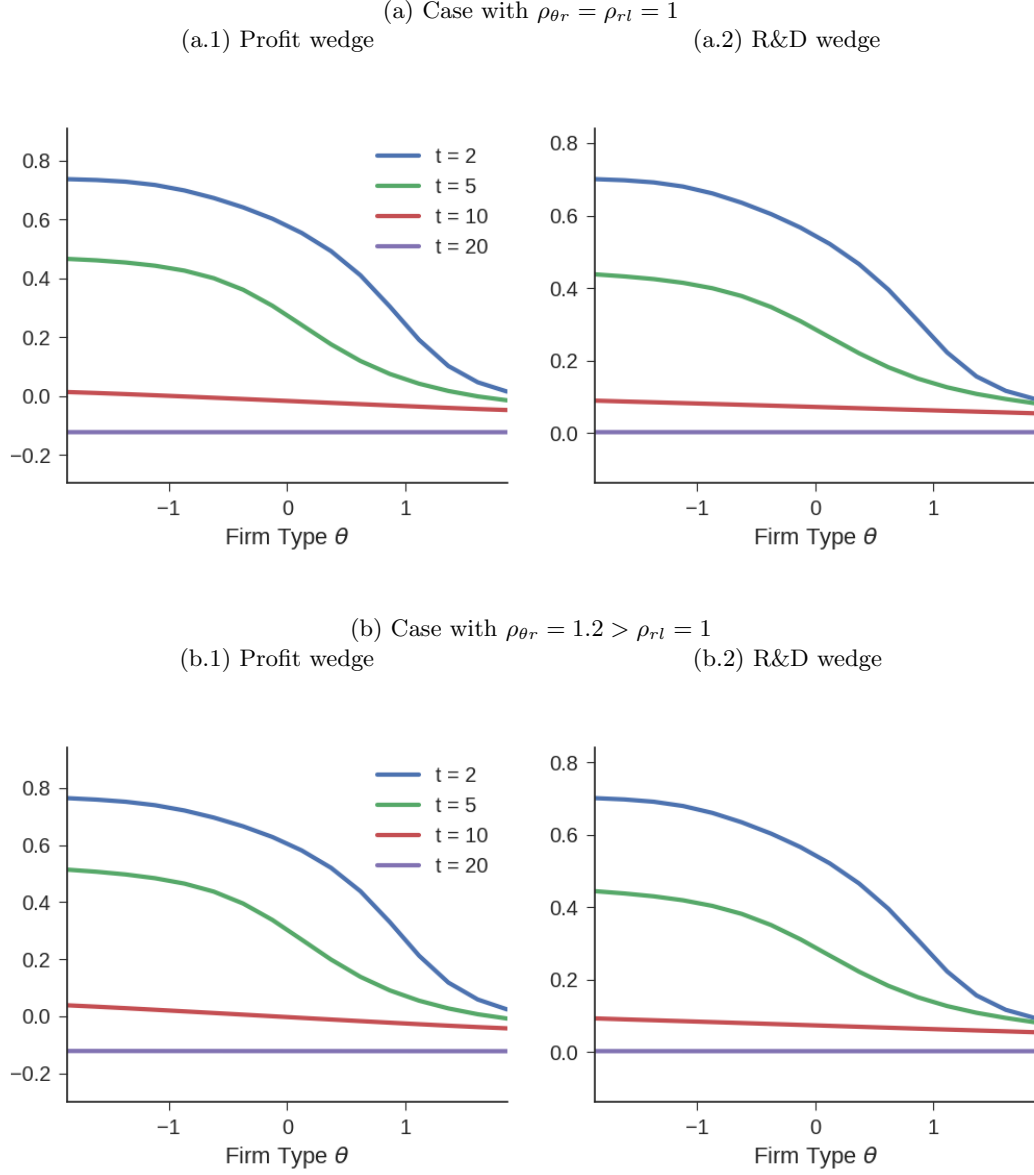 (a) Case with ρθr = ρrl = 1
(a.1) Profit wedge
(a.2) R&D wedge
0.8
0.6
0.4
0.2
0.0
−0.2
t = 2
t = 5
t = 10
t = 20
−1
0
1
Firm Type θ
0.8
0.6
0.4
0.2
0.0
−1
0
1
Firm Type θ
(b) Case with ρθr = 1.2 > ρrl = 1
(b.1) Profit wedge
(b.2) R&D wedge
0.8
0.6
0.4
0.2
0.0
−0.2
t = 2
t = 5
t = 10
t = 20
−1
0
1
Firm Type θ
0.8
0.6
0.4
0.2
0.0
−1
0
1
Firm Type θ